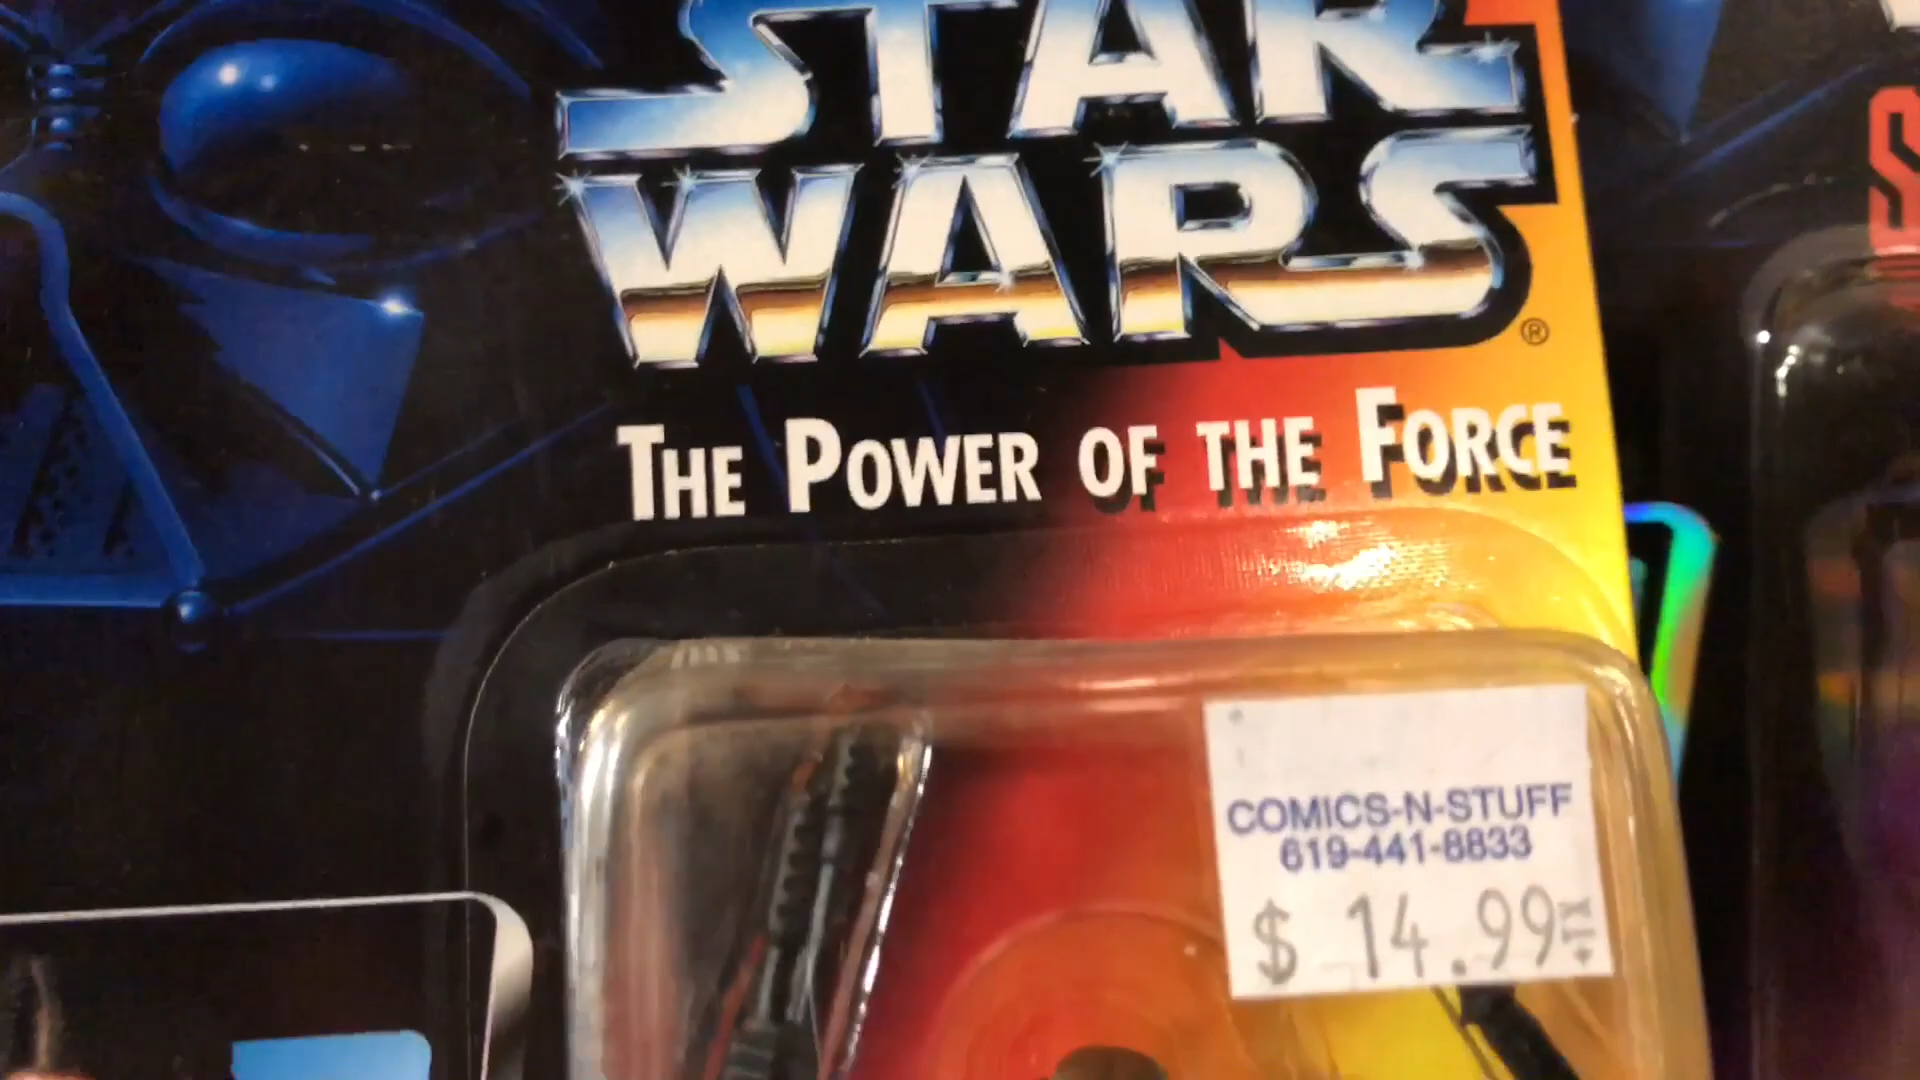 STAR
WARS
®
THE POWER OF THE FORCE
COMICS-N-STUFF
619-441-8833
$ 14.99